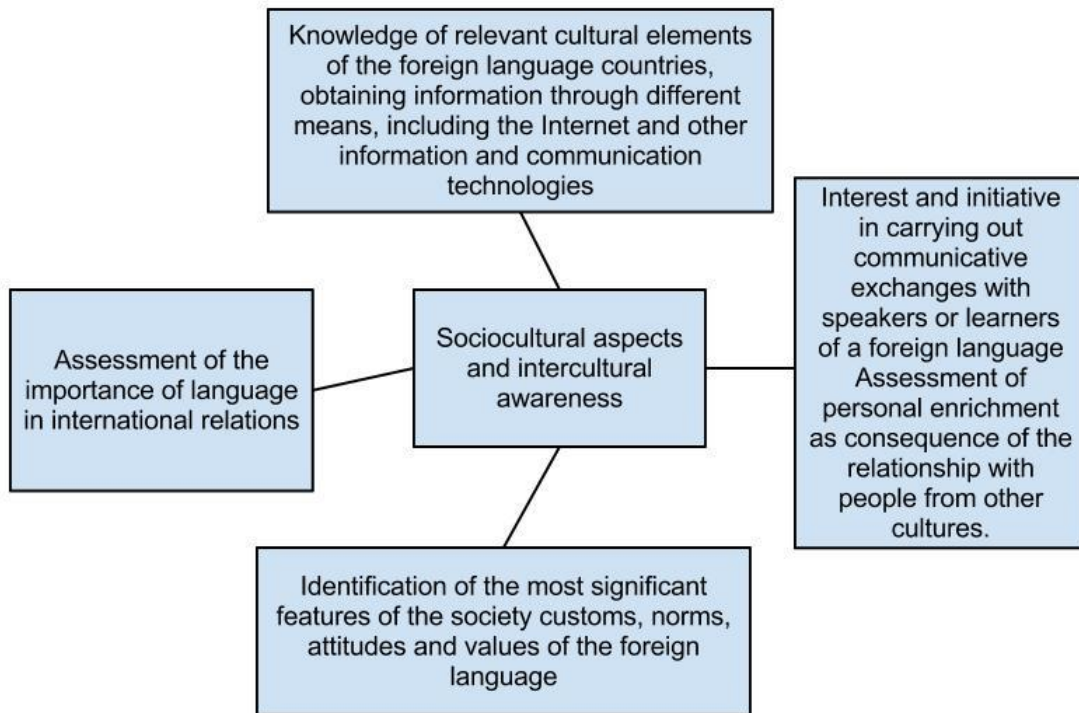 Knowledge of relevant cultural elements
of the foreign language countries,
obtaining information through different
means, including the Internet and other
information and communication
technologies
Interest and initiative
in carrying out
communicative
exchanges with
speakers or learners
of a foreign language
Assessment of
personal enrichment
as consequence of the
relationship with
people from other
cultures.
Sociocultural aspects
and intercultural
awareness
Assessment of the
importance of language
in international relations
Identification of the most significant
features of the society customs, norms,
attitudes and values of the foreign
language